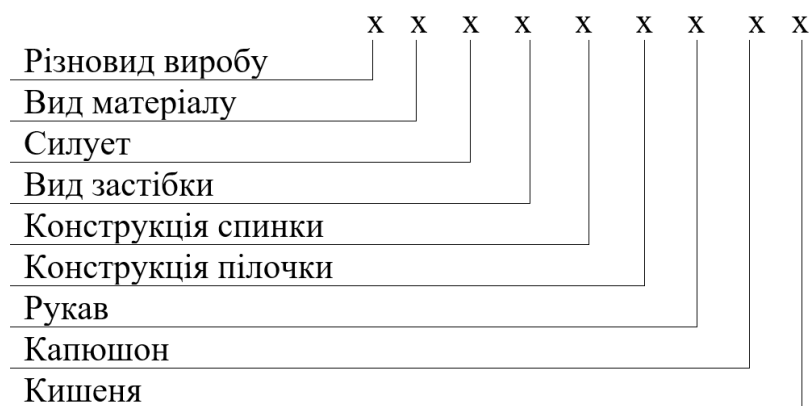 х х х х х х х х х
Різновид виробу
Вид матеріалу
Силует
Вид застібки
Конструкція спинки
Конструкція пілочки
Рукав
Капюшон
Кишеня